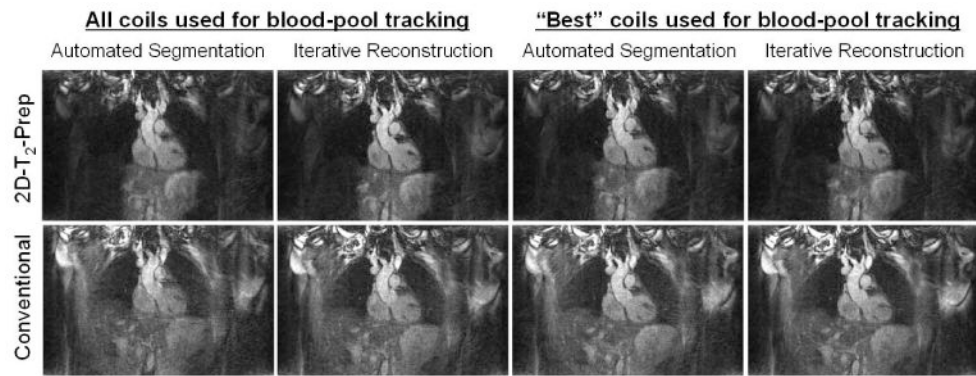 All coils used for blood-pool tracking
“Best” coils used for blood-pool tracking
Automated Segmentation
Iterative Reconstruction
Automated Segmentation
Iterative Reconstruction
2D-T₂-Prep
Conventional